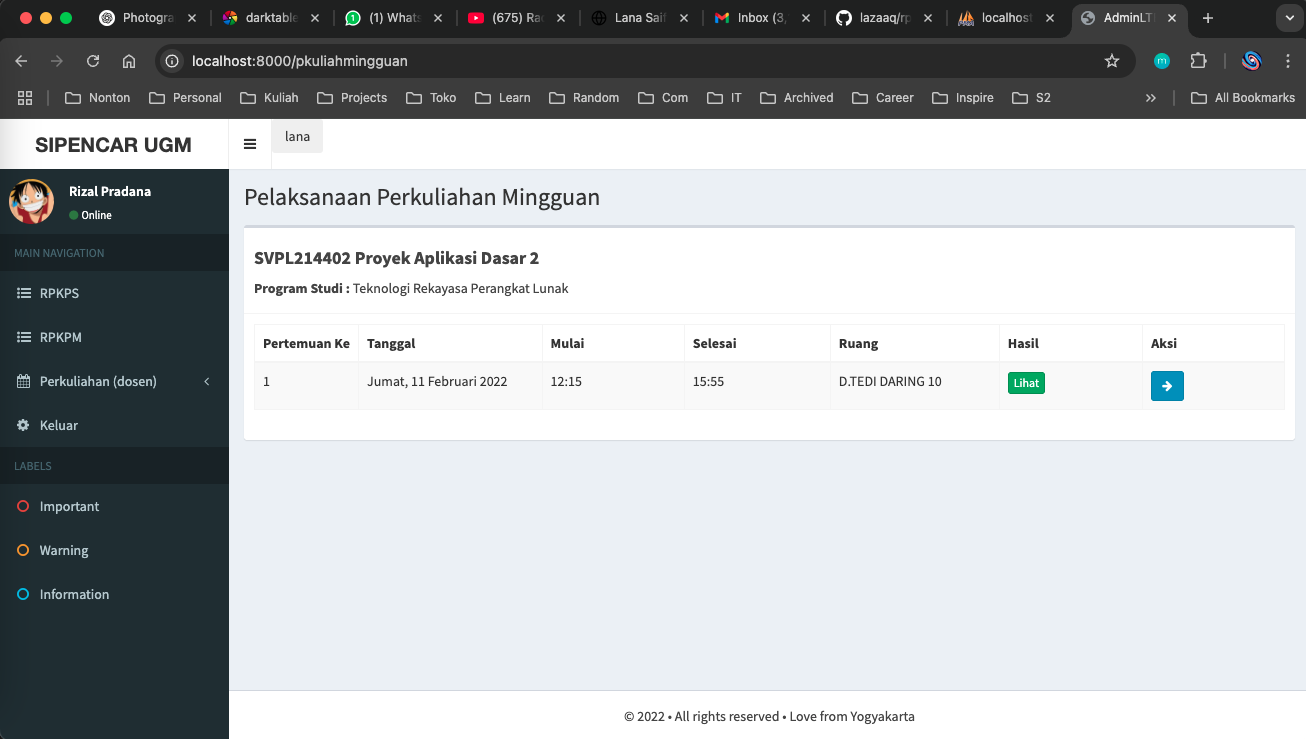 Photogra
darktable
(1) Whats
(675) Rac
Lana Saif
Inbox (3,
lazaaq/rp
localhost
AdminLT
localhost:8000/pkuliahmingguan
m
Nonton
Personal
Kuliah
Projects
Toko
Learn
Random
Com
IT
Archived
Career
Inspire
S2
All Bookmarks
SIPENCAR UGM
lana
Rizal Pradana
Online
MAIN NAVIGATION
RPKPS
RPKPM
Perkuliahan (dosen)
Keluar
LABELS
Important
Warning
Information
Pelaksanaan Perkuliahan Mingguan
SVPL214402 Proyek Aplikasi Dasar 2
Program Studi : Teknologi Rekayasa Perangkat Lunak
Pertemuan Ke Tanggal Mulai Selesai Ruang Hasil Aksi
1 Jumat, 11 Februari 2022 12:15 15:55 D.TEDI DARING 10 Lihat
© 2022 • All rights reserved • Love from Yogyakarta